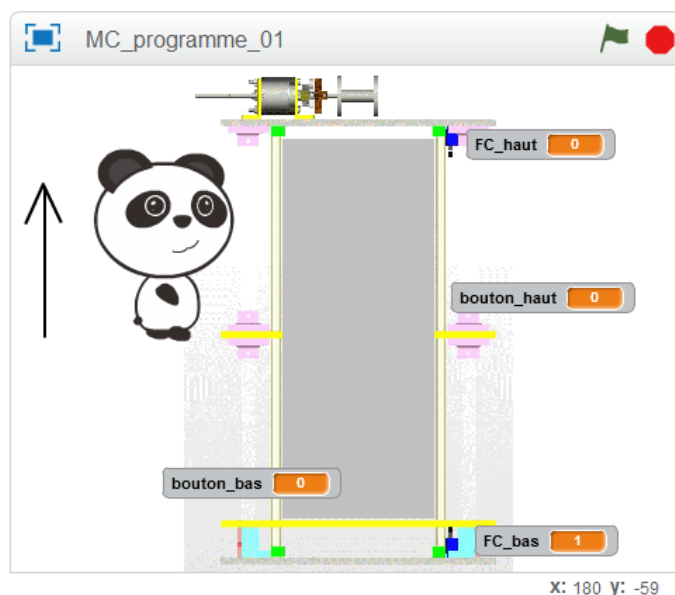 MC_programme_01
FC_haut 0
bouton_haut 0
bouton_bas 0
FC_bas 1
x: 180 y: -59